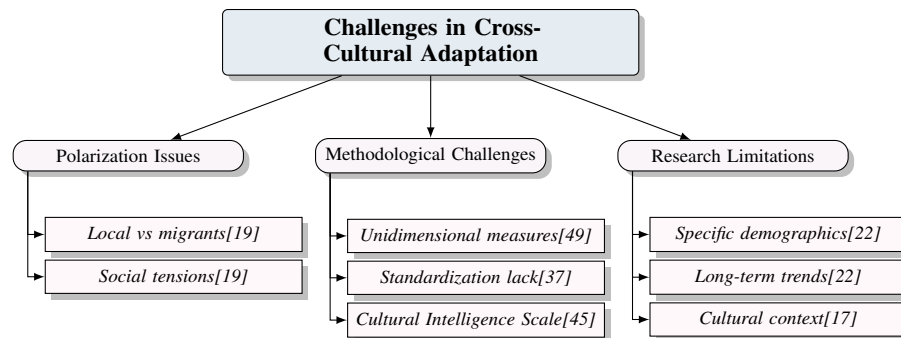 Challenges in Cross-
Cultural Adaptation
Polarization Issues
Local vs migrants[19]
Social tensions[19]
Methodological Challenges
Unidimensional measures[49]
Standardization lack[37]
Cultural Intelligence Scale[45]
Research Limitations
Specific demographics[22]
Long-term trends[22]
Cultural context[17]